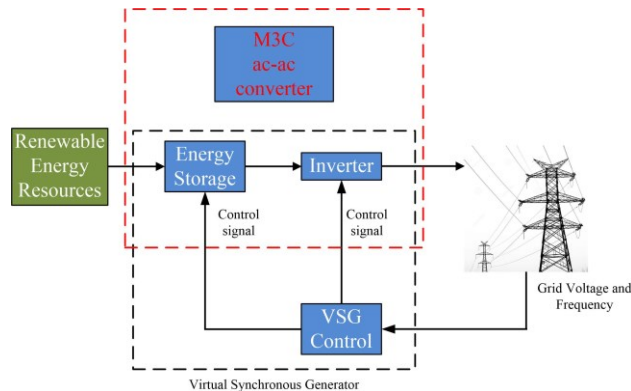 M3C
ac-ac
converter
Renewable
Energy
Resources
Energy
Storage
Inverter
Control
signal
Control
signal
Grid Voltage and
Frequency
VSG
Control
Virtual Synchronous Generator